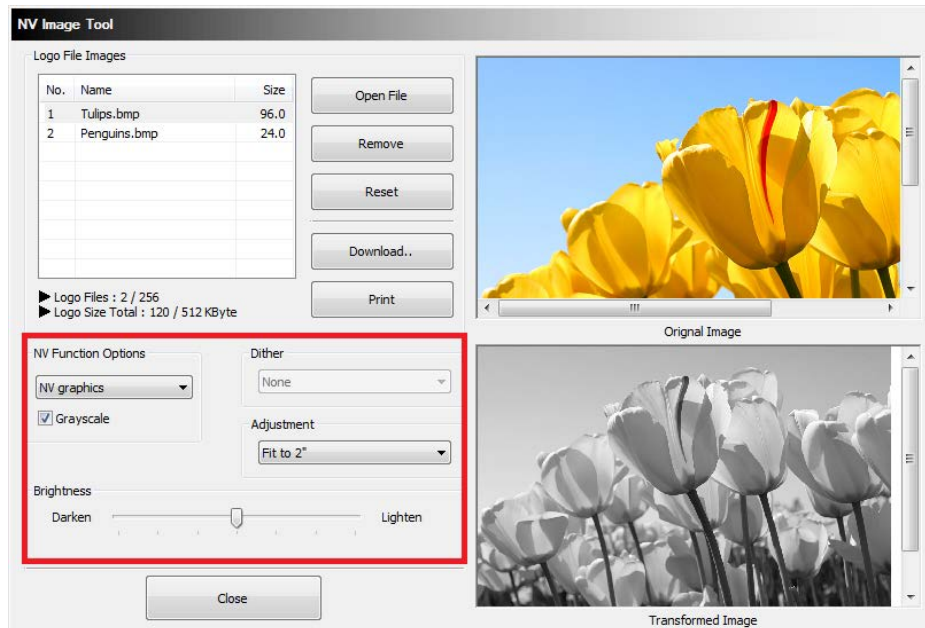 NV Image Tool
Logo File Images
No. Name Size
1 Tulips.bmp 96.0
2 Penguins.bmp 24.0
Open File
Remove
Reset
Download..
Print
▶ Logo Files : 2 / 256
▶ Logo Size Total : 120 / 512 KByte
Orignal Image
NV Function Options
NV graphics
Grayscale
Dither
None
Adjustment
Fit to 2"
Brightness
Darken Lighten
Close
Transformed Image